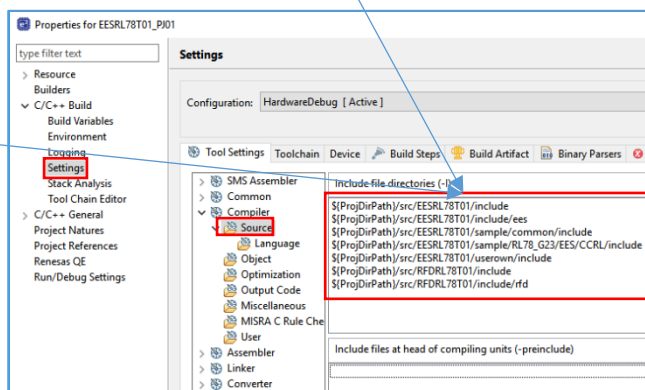 Properties for EESRL78T01_PJ01
type filter text
Settings
Resource
Builders
C/C++ Build
Build Variables
Environment
Logging
Settings
Stack Analysis
Tool Chain Editor
C/C++ General
Project Natures
Project References
Renesas QE
Run/Debug Settings
Configuration: HardwareDebug [ Active ]
Tool Settings Toolchain Device Build Steps Build Artifact Binary Parsers
SMS Assembler
Common
Compiler
Source
Language
Object
Optimization
Output Code
Miscellaneous
MISRA C Rule Che
User
Assembler
Linker
Converter
Include file directories (-I)
${ProjDirPath}/src/EESRL78T01/include
${ProjDirPath}/src/EESRL78T01/include/ees
${ProjDirPath}/src/EESRL78T01/sample/common/include
${ProjDirPath}/src/EESRL78T01/sample/RL78_G23/EES/CCRL/include
${ProjDirPath}/src/EESRL78T01/userown/include
${ProjDirPath}/src/RFDRL78T01/include
${ProjDirPath}/src/RFDRL78T01/include/rfd
Include files at head of compiling units (-preinclude)